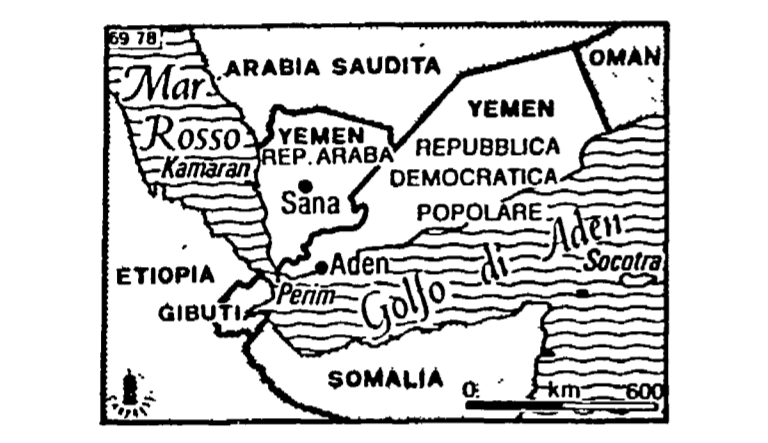 69 78
ARABIA SAUDITA
OMAN
Mar
Rosso
Kamaran
YEMEN
REP. ARABA
Sana
YEMEN
REPUBBLICA
DEMOCRATICA
POPOLARE
Aden
Golfo di Aden
Socotra
Perim
ETIOPIA
GIBUTI
SOMALIA
0 km 600